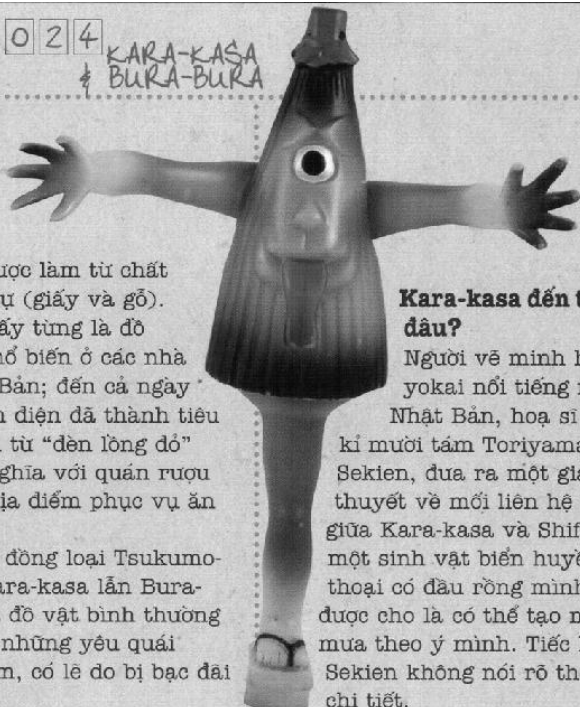 024
KARA-KASA
& BURA-BURA
ược làm từ chất
ự (giấy và gỗ).
ấy từng là đồ
hổ biến ở các nhà
Bản; đến cả ngày
n diện đã thành tiêu
từ “đèn lồng đỏ”
ghĩa với quán rượu
ịa điểm phục vụ ăn
đồng loại Tsukumo-
ara-kasa lẫn Bura-
đồ vật bình thường
những yêu quái
m, có lẽ do bị bạc đãi
Kara-kasa đến t
đâu?
Người vẽ minh h
yokai nổi tiếng n
Nhật Bản, hoạ sĩ
kỉ mười tám Toriyama
Sekien, đưa ra một giả
thuyết về mối liên hệ
giữa Kara-kasa và Shif
một sinh vật biển huyề
thoại có đầu rồng mình
được cho là có thể tạo m
mưa theo ý mình. Tiếc
Sekien không nói rõ th
chi tiết.